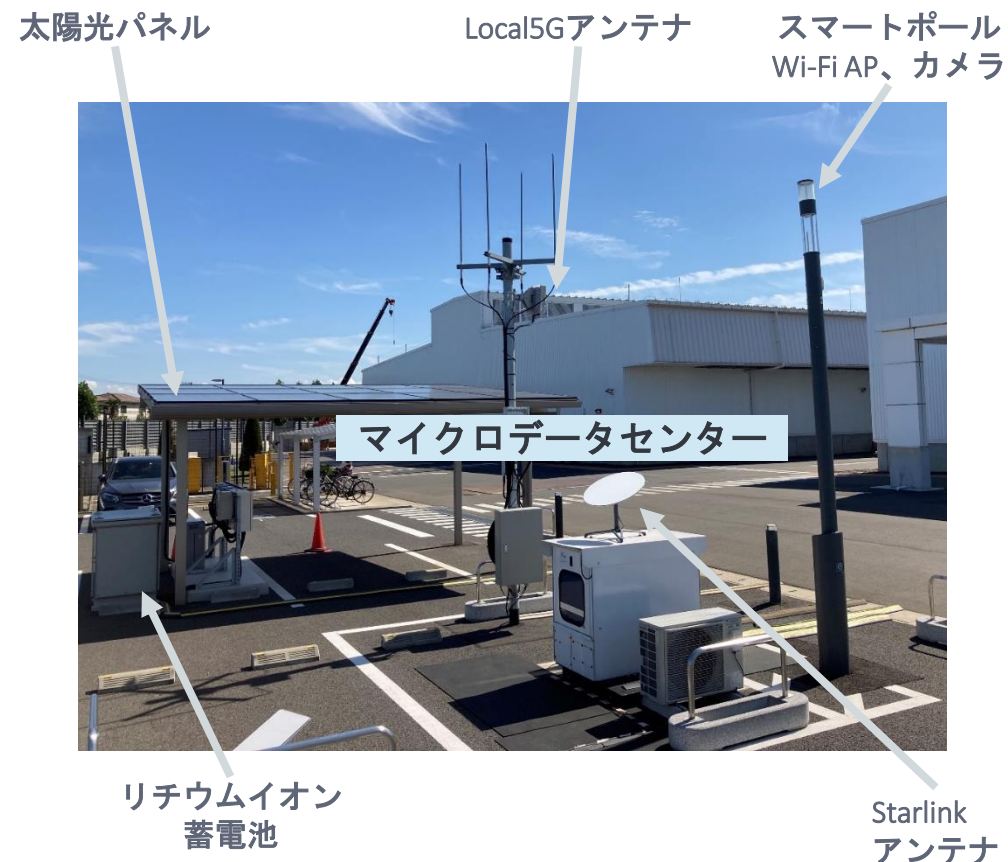 太陽光パネル
Local5Gアンテナ
スマートポール
Wi-Fi AP、カメラ
マイクロデータセンター
リチウムイオン
蓄電池
Starlink
アンテナ